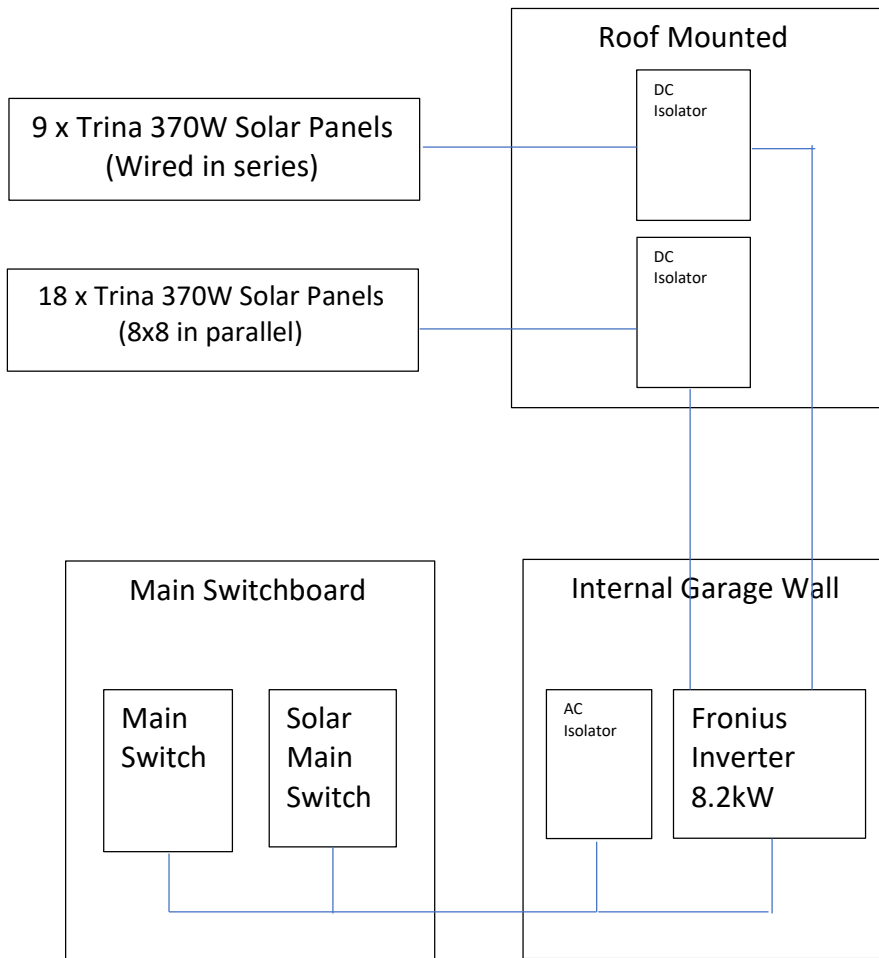 Roof Mounted
DC
Isolator
9 x Trina 370W Solar Panels
(Wired in series)
DC
Isolator
18 x Trina 370W Solar Panels
(8x8 in parallel)
Main Switchboard
Internal Garage Wall
Main
Switch
Solar
Main
Switch
AC
Isolator
Fronius
Inverter
8.2kW